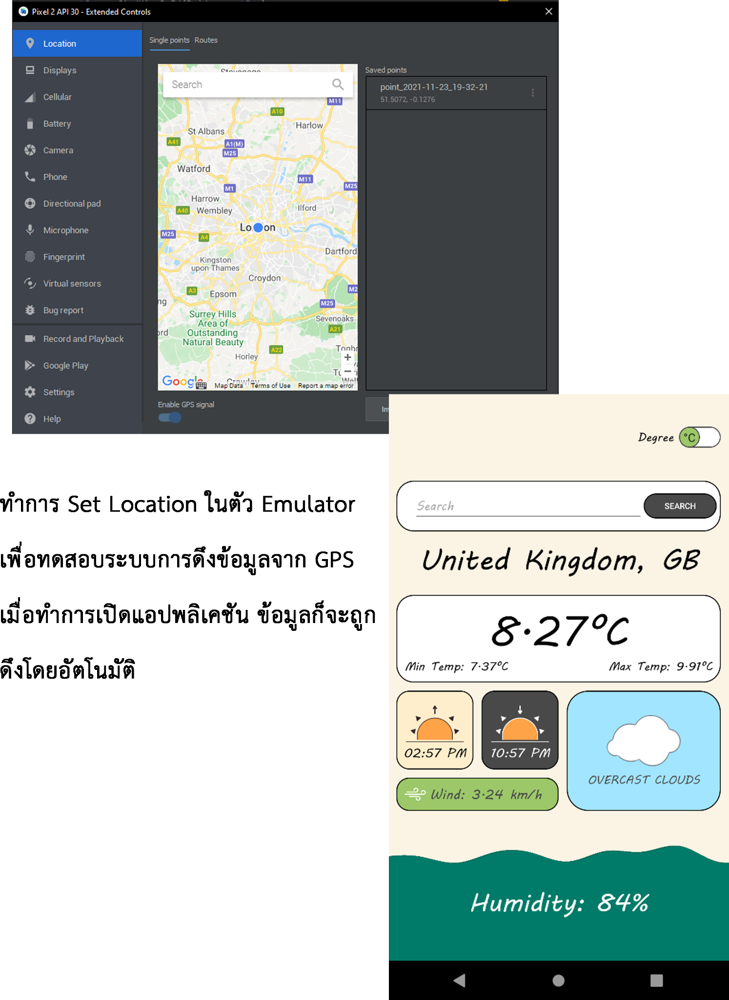 Pixel 2 API 30 - Extended Controls
Location
Displays
Cellular
Battery
Camera
Phone
Directional pad
Microphone
Fingerprint
Virtual sensors
Bug report
Record and Playback
Google Play
Settings
Help
Single points Routes
Search
Stevenage
M11
A10
Harlow
St Albans
A41
A1(M)
M25
Watford
M11
M1
M25
Harrow
A40 Wembley
Ilford
M25
A4
Dartford
Kingston
upon Thames
Croydon
A3
Epsom
M25
Surrey Hills
Area of
Outstanding
Natural Beauty
Sevenoaks
A21
A22
Horley
Google
Crawley
Map Data Terms of Use Report a map error
Enable GPS signal
Saved points
point_2021-11-23_19-32-21
51.5072, -0.1276
ทำการ Set Location ในตัว Emulator
เพื่อทดสอบระบบการดึงข้อมูลจาก GPS
เมื่อทำการเปิดแอปพลิเคชัน ข้อมูลก็จะถูก
ดึงโดยอัตโนมัติ
Degree °C
Search SEARCH
United Kingdom, GB
8.27°C
Min Temp: 7.37°C Max Temp: 9.91°C
02:57 PM
10:57 PM
OVERCAST CLOUDS
Wind: 3.24 km/h
Humidity: 84%